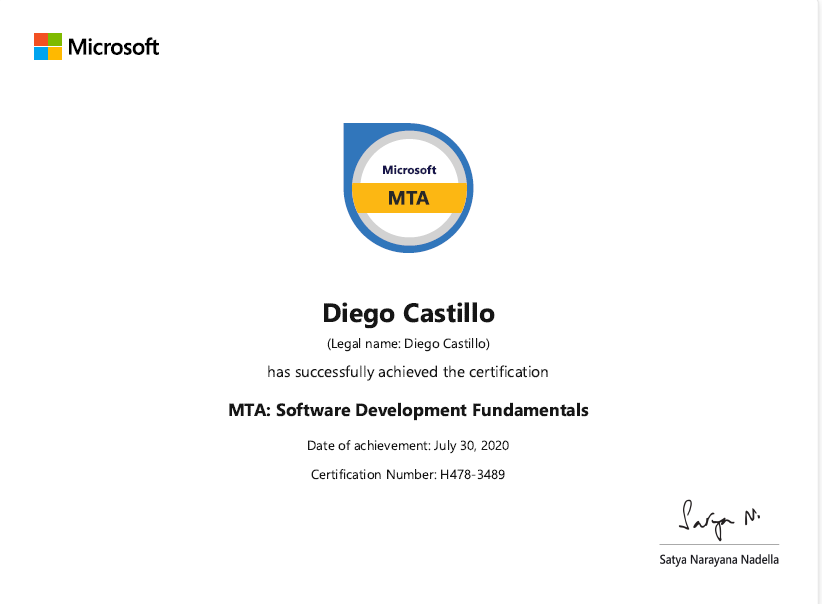 Microsoft
Microsoft
MTA
Diego Castillo
(Legal name: Diego Castillo)
has successfully achieved the certification
MTA: Software Development Fundamentals
Date of achievement: July 30, 2020
Certification Number: H478-3489
Satya N.
Satya Narayana Nadella